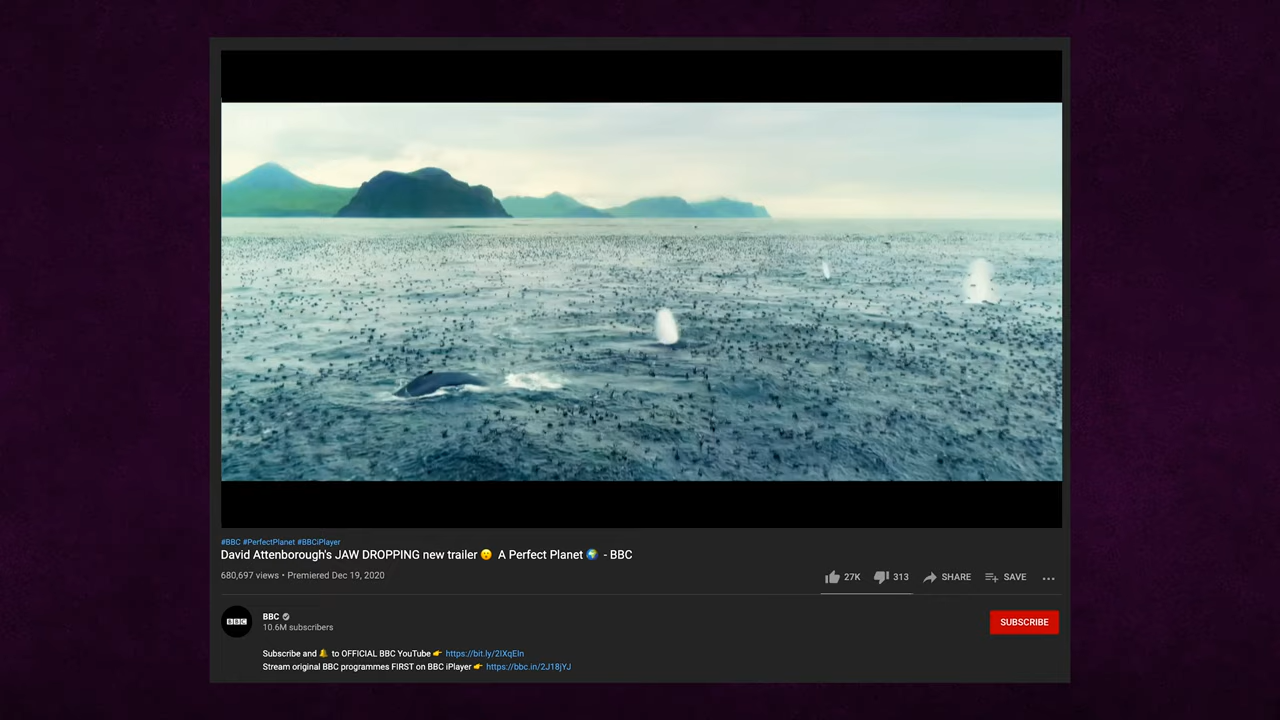 #BBC #PerfectPlanet #BBCiPlayer
David Attenborough's JAW DROPPING new trailer 😮 A Perfect Planet 🌍 - BBC
680,697 views • Premiered Dec 19, 2020
27K 313 SHARE SAVE ...
BBC
BBC
10.6M subscribers
SUBSCRIBE
Subscribe and 🔔 to OFFICIAL BBC YouTube 👉 https://bit.ly/2IXqEIn
Stream original BBC programmes FIRST on BBC iPlayer 👉 https://bbc.in/2J18jYJ